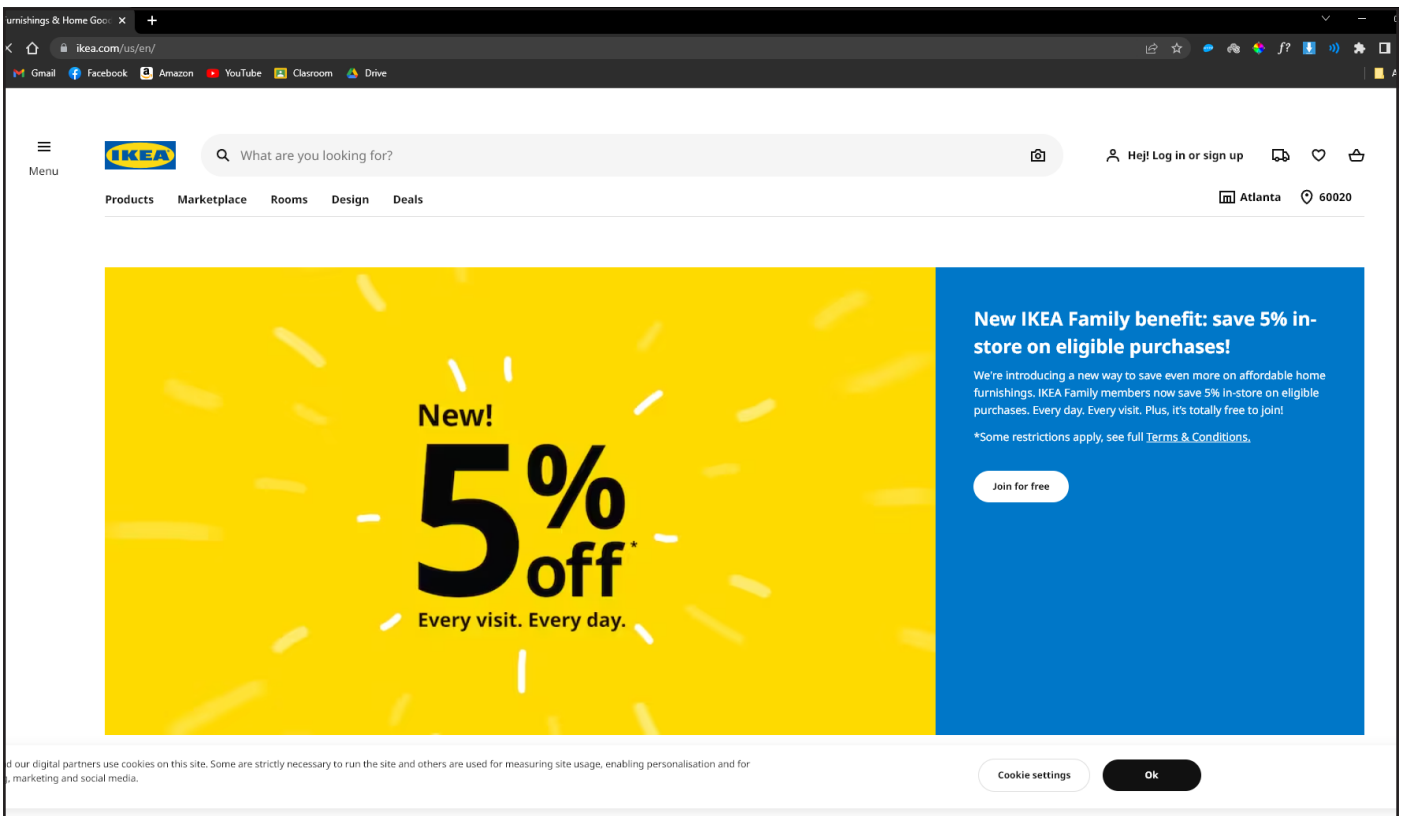 urnishings & Home Good
ikea.com/us/en/
f?
Gmail Facebook a Amazon YouTube Clasroom Drive A
Menu
IKEA
What are you looking for?
Hej! Log in or sign up
Products Marketplace Rooms Design Deals
Atlanta 60020
New!
5%
off*
Every visit. Every day.
New IKEA Family benefit: save 5% in-
store on eligible purchases!
We're introducing a new way to save even more on affordable home
furnishings. IKEA Family members now save 5% in-store on eligible
purchases. Every day. Every visit. Plus, it's totally free to join!
*Some restrictions apply, see full Terms & Conditions.
Join for free
d our digital partners use cookies on this site. Some are strictly necessary to run the site and others are used for measuring site usage, enabling personalisation and for
, marketing and social media.
Cookie settings
Ok